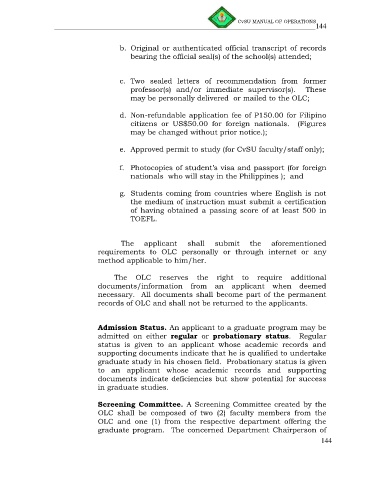 CvSU MANUAL OF OPERATIONS
144
b. Original or authenticated official transcript of records
bearing the official seal(s) of the school(s) attended;
c. Two sealed letters of recommendation from former
professor(s) and/or immediate supervisor(s). These
may be personally delivered or mailed to the OLC;
d. Non-refundable application fee of P150.00 for Filipino
citizens or US$50.00 for foreign nationals. (Figures
may be changed without prior notice.);
e. Approved permit to study (for CvSU faculty/staff only);
f. Photocopies of student's visa and passport (for foreign
nationals who will stay in the Philippines ); and
g. Students coming from countries where English is not
the medium of instruction must submit a certification
of having obtained a passing score of at least 500 in
TOEFL.
The applicant shall submit the aforementioned
requirements to OLC personally or through internet or any
method applicable to him/her.
The OLC reserves the right to require additional
documents/information from an applicant when deemed
necessary. All documents shall become part of the permanent
records of OLC and shall not be returned to the applicants.
Admission Status. An applicant to a graduate program may be
admitted on either regular or probationary status. Regular
status is given to an applicant whose academic records and
supporting documents indicate that he is qualified to undertake
graduate study in his chosen field. Probationary status is given
to an applicant whose academic records and supporting
documents indicate deficiencies but show potential for success
in graduate studies.
Screening Committee. A Screening Committee created by the
OLC shall be composed of two (2) faculty members from the
OLC and one (1) from the respective department offering the
graduate program. The concerned Department Chairperson of
144